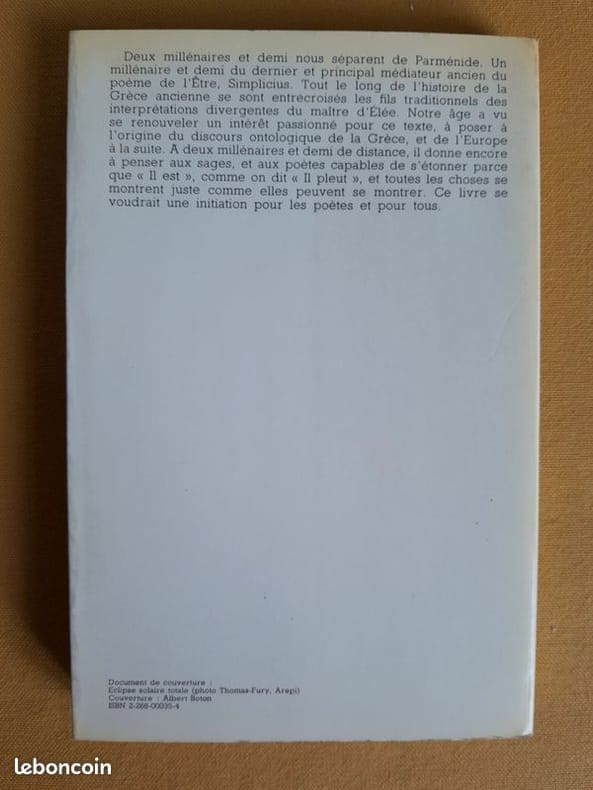 Deux millénaires et demi nous séparent de Parménide. Un
millénaire et demi du dernier et principal médiateur ancien du
poème de l'Être, Simplicius. Tout le long de l'histoire de la
Grèce ancienne se sont entrecroisés les fils traditionnels des
interprétations divergentes du maître d'Élée. Notre âge a vu
se renouveler un intérêt passionné pour ce texte, à poser à
l'origine du discours ontologique de la Grèce, et de l'Europe
à la suite. A deux millénaires et demi de distance, il donne encore
à penser aux sages, et aux poètes capables de s'étonner parce
que « Il est », comme on dit « Il pleut », et toutes les choses se
montrent juste comme elles peuvent se montrer. Ce livre se
voudrait une initiation pour les poètes et pour tous.
Document de couverture :
Eclipse solaire totale (photo Thomas-Fury, Arepi)
Couverture : Albert Boton
ISBN 2-268-00035-4
leboncoin